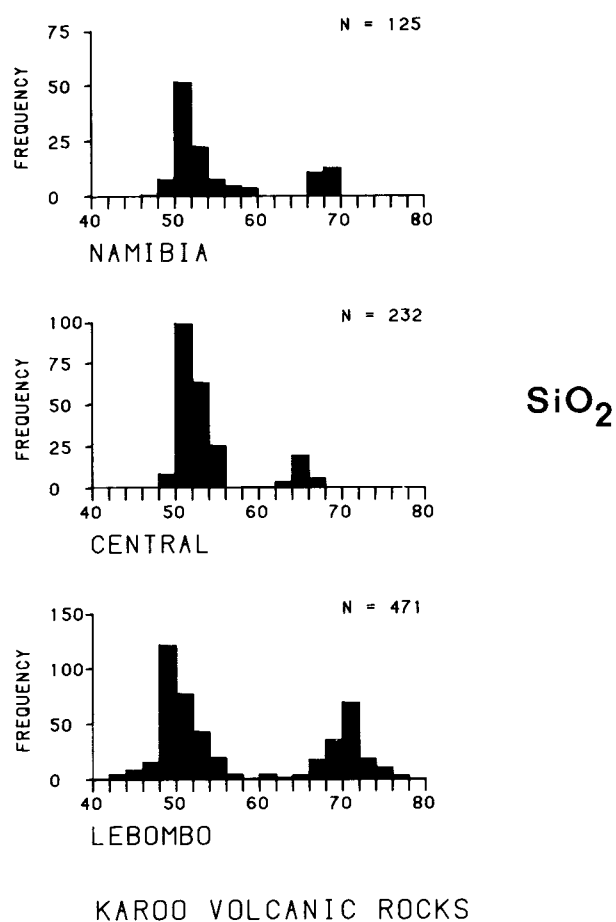 N = 125
75
50
25
0
FREQUENCY
40 50 60 70 80
NAMIBIA
N = 232
100
75
50
25
0
FREQUENCY
40 50 60 70 80
CENTRAL
SiO2
N = 471
150
100
50
0
FREQUENCY
40 50 60 70 80
LEBOMBO
KAROO VOLCANIC ROCKS